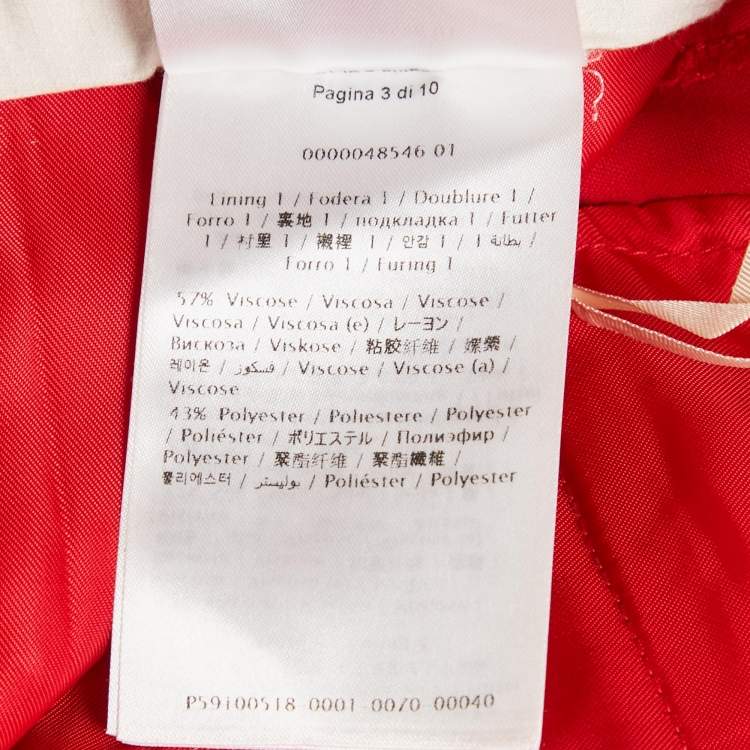 Pagina 3 di 10
0000048546 01
Lining 1 / Fodera 1 / Doublure 1 /
Forro 1 / 裏地 1 / подкладка 1 / Futter
1 / 衬里 1 / 襯裡 1 / 안감 1 / بطانة 1 /
Forro 1 / Furing 1
57% Viscose / Viscosa / Viscose /
Viscosa / Viscosa (e) / レーヨン /
Вискоза / Viskose / 粘胶纤维 / 嫘縈 /
레이온 / فسكوز / Viscose / Viscose (a) /
Viscose
43% Polyester / Poliestere / Polyester
/ Poliéster / ポリエステル / Полиэфир /
Polyester / 聚酯纤维 / 聚酯纖維 /
폴리에스터 / بوليستر / Poliéster / Polyester
P59I00518-0001-0070-00040